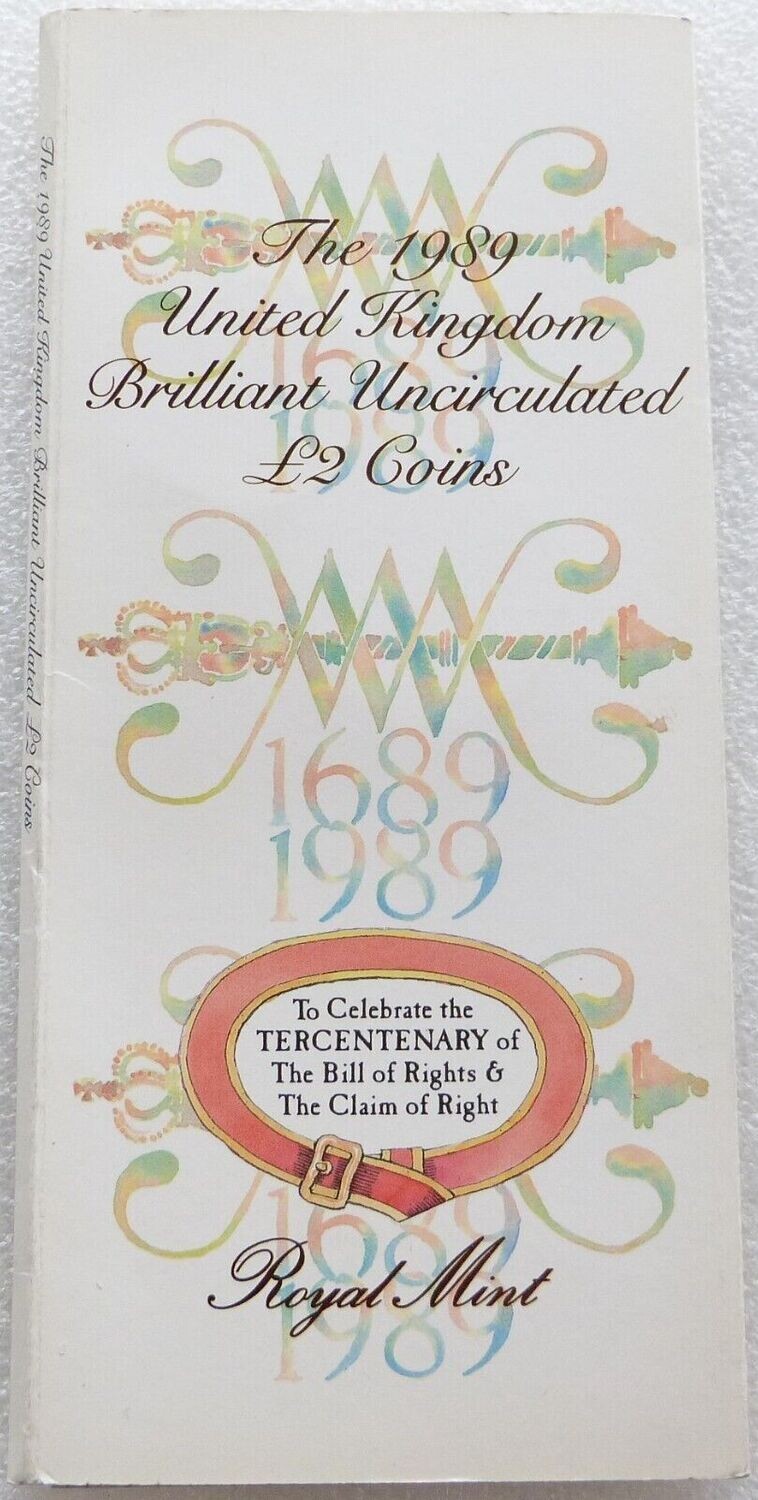 The 1989 United Kingdom Brilliant Uncirculated £2 Coins
The 1989
United Kingdom
Brilliant Uncirculated
£2 Coins
1689
1989
1689
1989
To Celebrate the
TERCENTENARY of
The Bill of Rights &
The Claim of Right
1689
1989
Royal Mint